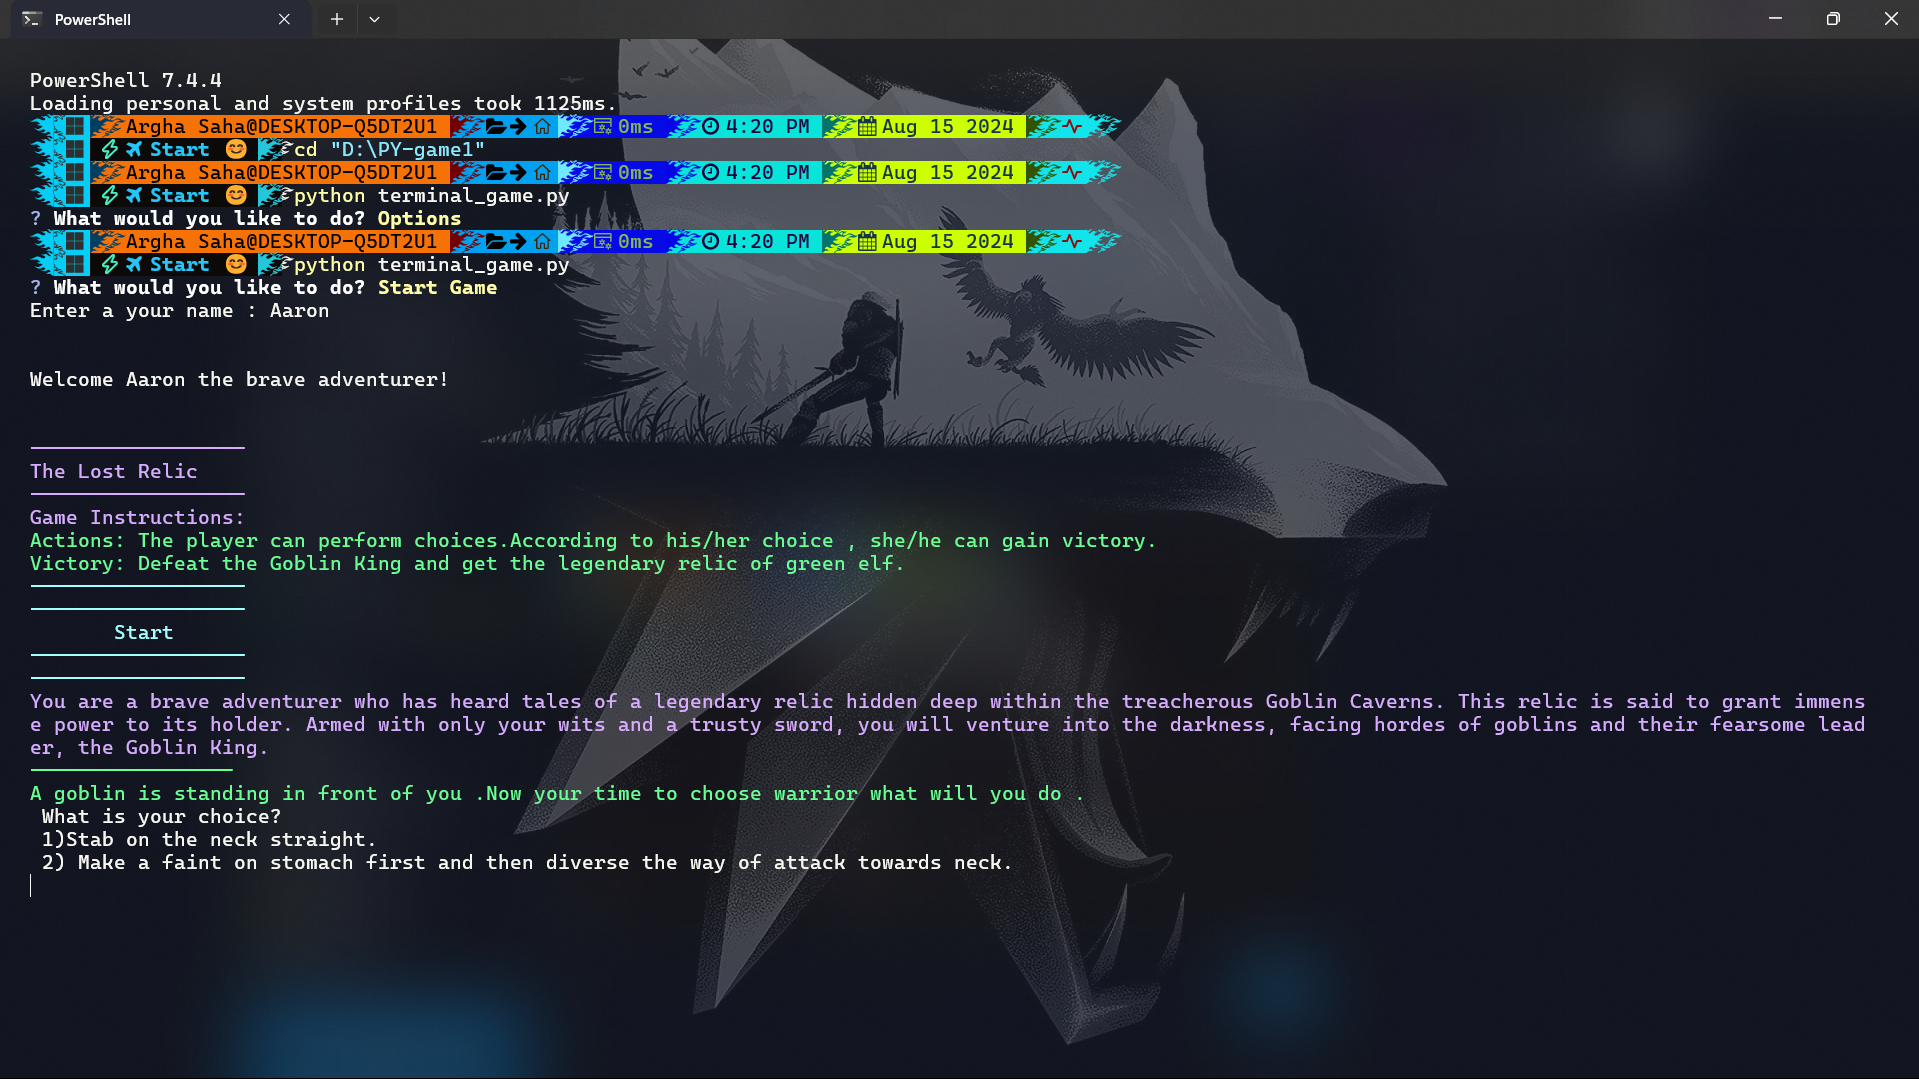 PowerShell
PowerShell 7.4.4
Loading personal and system profiles took 1125ms.
Argha Saha@DESKTOP-Q5DT2U1 0ms 4:20 PM Aug 15 2024
Start 😊 cd "D:\PY-game1"
Argha Saha@DESKTOP-Q5DT2U1 0ms 4:20 PM Aug 15 2024
Start 😊 python terminal_game.py
? What would you like to do? Options
Argha Saha@DESKTOP-Q5DT2U1 0ms 4:20 PM Aug 15 2024
Start 😊 python terminal_game.py
? What would you like to do? Start Game
Enter a your name : Aaron
Welcome Aaron the brave adventurer!
The Lost Relic
Game Instructions:
Actions: The player can perform choices.According to his/her choice , she/he can gain victory.
Victory: Defeat the Goblin King and get the legendary relic of green elf.
Start
You are a brave adventurer who has heard tales of a legendary relic hidden deep within the treacherous Goblin Caverns. This relic is said to grant immens
e power to its holder. Armed with only your wits and a trusty sword, you will venture into the darkness, facing hordes of goblins and their fearsome lead
er, the Goblin King.
A goblin is standing in front of you .Now your time to choose warrior what will you do .
What is your choice?
1)Stab on the neck straight.
2) Make a faint on stomach first and then diverse the way of attack towards neck.